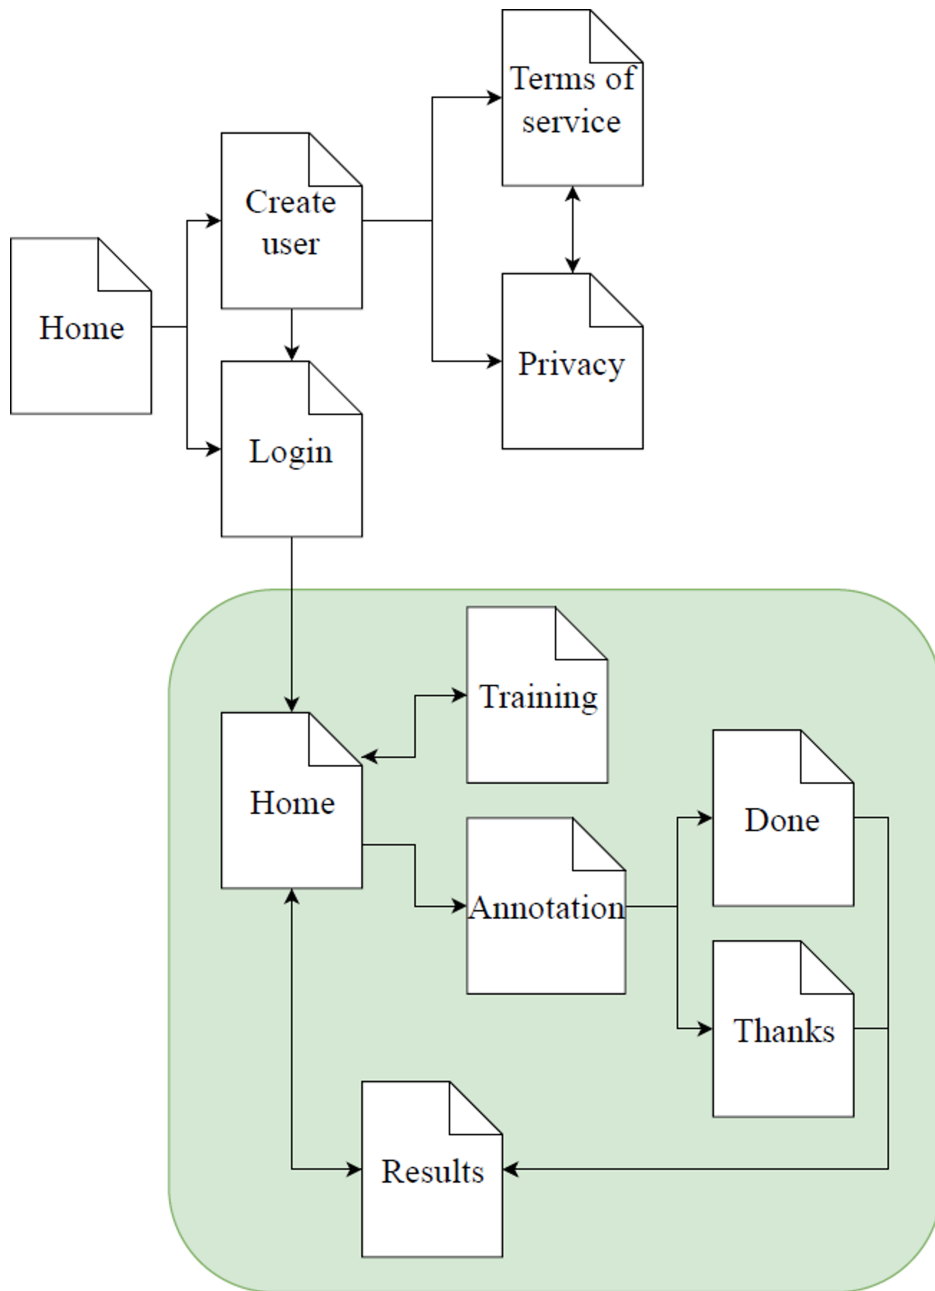 Terms of
service
Create
user
Home
Privacy
Login
Training
Home
Done
Annotation
Thanks
Results